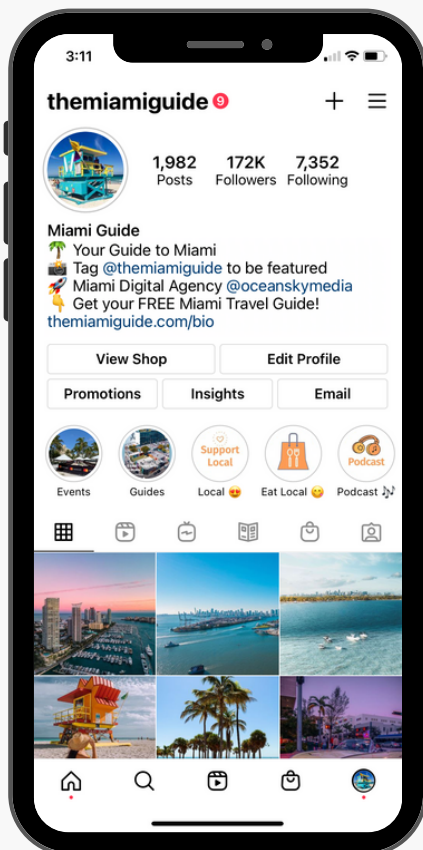 3:11
themiamiguide 9
1,982 172K 7,352
Posts Followers Following
Miami Guide
🌴 Your Guide to Miami
📸 Tag @themiamiguide to be featured
🚀 Miami Digital Agency @oceanskymedia
👇 Get your FREE Miami Travel Guide!
themiamiguide.com/bio
View Shop Edit Profile
Promotions Insights Email
Support
Local
Podcast
Events Guides Local 😍 Eat Local 😋 Podcast 🎶